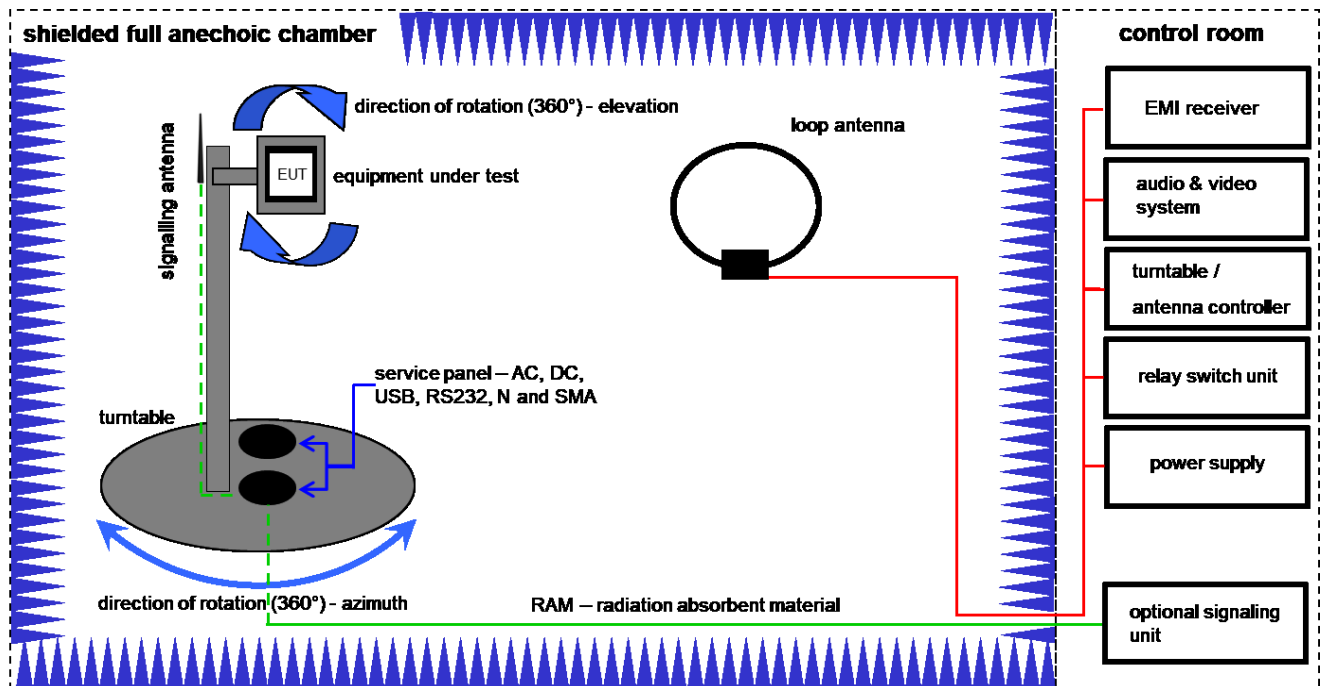 shielded full anechoic chamber
control room
direction of rotation (360°) - elevation
signalling antenna
EUT
equipment under test
loop antenna
EMI receiver
audio & video
system
turntable /
antenna controller
relay switch unit
power supply
service panel – AC, DC,
USB, RS232, N and SMA
turntable
direction of rotation (360°) - azimuth
RAM – radiation absorbent material
optional signaling
unit